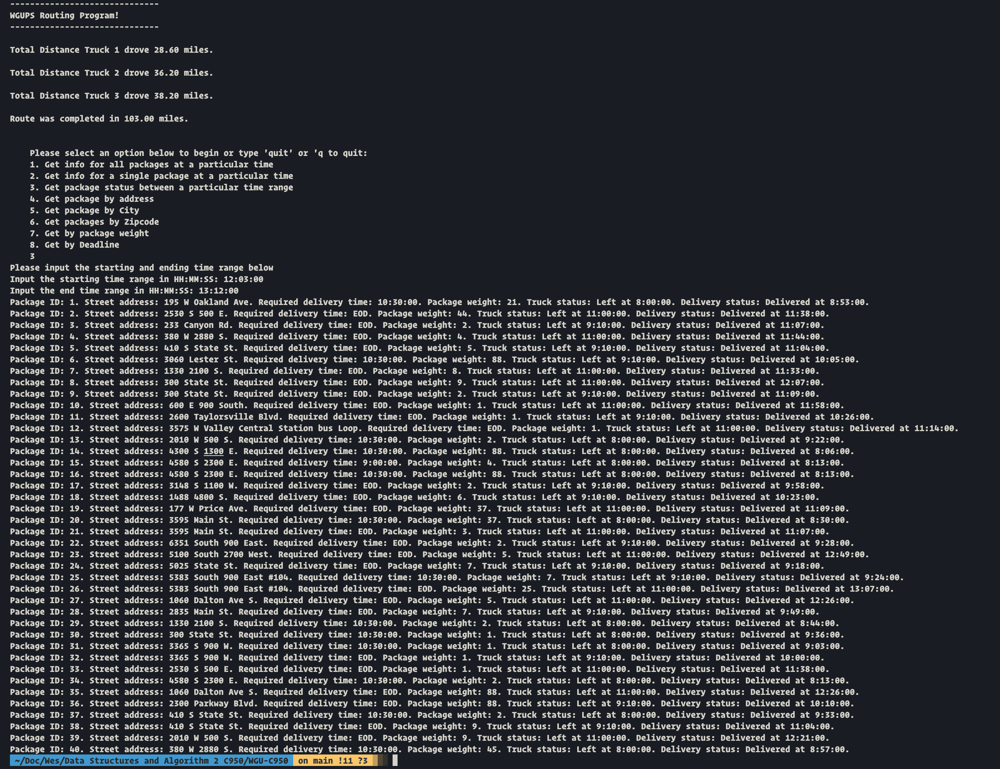 ------------------------------
WGUPS Routing Program!
------------------------------
Total Distance Truck 1 drove 28.60 miles.
Total Distance Truck 2 drove 36.20 miles.
Total Distance Truck 3 drove 38.20 miles.
Route was completed in 103.00 miles.
Please select an option below to begin or type 'quit' or 'q to quit:
1. Get info for all packages at a particular time
2. Get info for a single package at a particular time
3. Get package status between a particular time range
4. Get package by address
5. Get package by City
6. Get packages by Zipcode
7. Get by package weight
8. Get by Deadline
3
Please input the starting and ending time range below
Input the starting time range in HH:MM:SS: 12:03:00
Input the end time range in HH:MM:SS: 13:12:00
Package ID: 1. Street address: 195 W Oakland Ave. Required delivery time: 10:30:00. Package weight: 21. Truck status: Left at 8:00:00. Delivery status: Delivered at 8:53:00.
Package ID: 2. Street address: 2530 S 500 E. Required delivery time: EOD. Package weight: 44. Truck status: Left at 11:00:00. Delivery status: Delivered at 11:38:00.
Package ID: 3. Street address: 233 Canyon Rd. Required delivery time: EOD. Package weight: 2. Truck status: Left at 9:10:00. Delivery status: Delivered at 11:07:00.
Package ID: 4. Street address: 380 W 2880 S. Required delivery time: EOD. Package weight: 4. Truck status: Left at 11:00:00. Delivery status: Delivered at 11:44:00.
Package ID: 5. Street address: 410 S State St. Required delivery time: EOD. Package weight: 5. Truck status: Left at 9:10:00. Delivery status: Delivered at 11:04:00.
Package ID: 6. Street address: 3060 Lester St. Required delivery time: 10:30:00. Package weight: 88. Truck status: Left at 9:10:00. Delivery status: Delivered at 10:05:00.
Package ID: 7. Street address: 1330 2100 S. Required delivery time: EOD. Package weight: 8. Truck status: Left at 11:00:00. Delivery status: Delivered at 11:33:00.
Package ID: 8. Street address: 300 State St. Required delivery time: EOD. Package weight: 9. Truck status: Left at 11:00:00. Delivery status: Delivered at 12:07:00.
Package ID: 9. Street address: 300 State St. Required delivery time: EOD. Package weight: 2. Truck status: Left at 9:10:00. Delivery status: Delivered at 11:09:00.
Package ID: 10. Street address: 600 E 900 South. Required delivery time: EOD. Package weight: 1. Truck status: Left at 11:00:00. Delivery status: Delivered at 11:58:00.
Package ID: 11. Street address: 2600 Taylorsville Blvd. Required delivery time: EOD. Package weight: 1. Truck status: Left at 9:10:00. Delivery status: Delivered at 10:26:00.
Package ID: 12. Street address: 3575 W Valley Central Station bus Loop. Required delivery time: EOD. Package weight: 1. Truck status: Left at 11:00:00. Delivery status: Delivered at 11:14:00.
Package ID: 13. Street address: 2010 W 500 S. Required delivery time: 10:30:00. Package weight: 2. Truck status: Left at 8:00:00. Delivery status: Delivered at 9:22:00.
Package ID: 14. Street address: 4300 S 1300 E. Required delivery time: 10:30:00. Package weight: 88. Truck status: Left at 8:00:00. Delivery status: Delivered at 8:06:00.
Package ID: 15. Street address: 4580 S 2300 E. Required delivery time: 9:00:00. Package weight: 4. Truck status: Left at 8:00:00. Delivery status: Delivered at 8:13:00.
Package ID: 16. Street address: 4580 S 2300 E. Required delivery time: 10:30:00. Package weight: 88. Truck status: Left at 8:00:00. Delivery status: Delivered at 8:13:00.
Package ID: 17. Street address: 3148 S 1100 W. Required delivery time: EOD. Package weight: 2. Truck status: Left at 9:10:00. Delivery status: Delivered at 9:58:00.
Package ID: 18. Street address: 1488 4800 S. Required delivery time: EOD. Package weight: 6. Truck status: Left at 9:10:00. Delivery status: Delivered at 10:23:00.
Package ID: 19. Street address: 177 W Price Ave. Required delivery time: EOD. Package weight: 37. Truck status: Left at 11:00:00. Delivery status: Delivered at 11:09:00.
Package ID: 20. Street address: 3595 Main St. Required delivery time: 10:30:00. Package weight: 37. Truck status: Left at 8:00:00. Delivery status: Delivered at 8:30:00.
Package ID: 21. Street address: 3595 Main St. Required delivery time: EOD. Package weight: 3. Truck status: Left at 11:00:00. Delivery status: Delivered at 11:07:00.
Package ID: 22. Street address: 6351 South 900 East. Required delivery time: EOD. Package weight: 2. Truck status: Left at 9:10:00. Delivery status: Delivered at 9:28:00.
Package ID: 23. Street address: 5100 South 2700 West. Required delivery time: EOD. Package weight: 5. Truck status: Left at 11:00:00. Delivery status: Delivered at 12:49:00.
Package ID: 24. Street address: 5025 State St. Required delivery time: EOD. Package weight: 7. Truck status: Left at 9:10:00. Delivery status: Delivered at 9:18:00.
Package ID: 25. Street address: 5383 South 900 East #104. Required delivery time: 10:30:00. Package weight: 7. Truck status: Left at 9:10:00. Delivery status: Delivered at 9:24:00.
Package ID: 26. Street address: 5383 South 900 East #104. Required delivery time: EOD. Package weight: 25. Truck status: Left at 11:00:00. Delivery status: Delivered at 13:07:00.
Package ID: 27. Street address: 1060 Dalton Ave S. Required delivery time: EOD. Package weight: 5. Truck status: Left at 11:00:00. Delivery status: Delivered at 12:26:00.
Package ID: 28. Street address: 2835 Main St. Required delivery time: EOD. Package weight: 7. Truck status: Left at 9:10:00. Delivery status: Delivered at 9:49:00.
Package ID: 29. Street address: 1330 2100 S. Required delivery time: 10:30:00. Package weight: 2. Truck status: Left at 8:00:00. Delivery status: Delivered at 8:44:00.
Package ID: 30. Street address: 300 State St. Required delivery time: 10:30:00. Package weight: 1. Truck status: Left at 8:00:00. Delivery status: Delivered at 9:36:00.
Package ID: 31. Street address: 3365 S 900 W. Required delivery time: 10:30:00. Package weight: 1. Truck status: Left at 8:00:00. Delivery status: Delivered at 9:03:00.
Package ID: 32. Street address: 3365 S 900 W. Required delivery time: EOD. Package weight: 1. Truck status: Left at 9:10:00. Delivery status: Delivered at 10:00:00.
Package ID: 33. Street address: 2530 S 500 E. Required delivery time: EOD. Package weight: 1. Truck status: Left at 11:00:00. Delivery status: Delivered at 11:38:00.
Package ID: 34. Street address: 4580 S 2300 E. Required delivery time: 10:30:00. Package weight: 2. Truck status: Left at 8:00:00. Delivery status: Delivered at 8:13:00.
Package ID: 35. Street address: 1060 Dalton Ave S. Required delivery time: EOD. Package weight: 88. Truck status: Left at 11:00:00. Delivery status: Delivered at 12:26:00.
Package ID: 36. Street address: 2300 Parkway Blvd. Required delivery time: EOD. Package weight: 88. Truck status: Left at 9:10:00. Delivery status: Delivered at 10:10:00.
Package ID: 37. Street address: 410 S State St. Required delivery time: 10:30:00. Package weight: 2. Truck status: Left at 8:00:00. Delivery status: Delivered at 9:33:00.
Package ID: 38. Street address: 410 S State St. Required delivery time: EOD. Package weight: 9. Truck status: Left at 9:10:00. Delivery status: Delivered at 11:04:00.
Package ID: 39. Street address: 2010 W 500 S. Required delivery time: EOD. Package weight: 9. Truck status: Left at 11:00:00. Delivery status: Delivered at 12:21:00.
Package ID: 40. Street address: 380 W 2880 S. Required delivery time: 10:30:00. Package weight: 45. Truck status: Left at 8:00:00. Delivery status: Delivered at 8:57:00.
~/Doc/Wes/Data Structures and Algorithm 2 C950/WGU-C950 on main !11 ?3